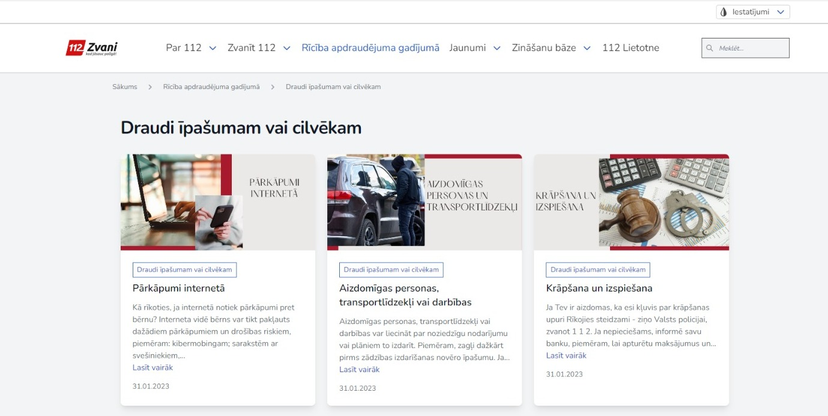 Iestatījumi
112 Zvani
Par 112
Zvanīt 112
Rīcība apdraudējuma gadījumā
Jaunumi
Zināšanu bāze
112 Lietotne
Meklēt...
Sākums > Rīcība apdraudējuma gadījumā > Draudi īpašumam vai cilvēkam
Draudi īpašumam vai cilvēkam
PĀRKĀPUMI
INTERNETĀ
Draudi īpašumam vai cilvēkam
Pārkāpumi internetā
Kā rīkoties, ja internetā notiek pārkāpumi pret
bērnu? Interneta vidē bērns var tikt pakļauts
dažādiem pārkāpumiem un drošības riskiem,
piemēram: kibermobingam; sarakstēm ar
svešiniekiem,...
Lasīt vairāk
31.01.2023
AIZDOMĪGAS
PERSONAS UN
TRANSPORTLĪDZEKĻI
Draudi īpašumam vai cilvēkam
Aizdomīgas personas,
transportlīdzekļi vai darbības
Aizdomīgas personas, transportlīdzekļi vai
darbības var liecināt par noziedzīgu nodarījumu
vai plāniem to izdarīt. Piemēram, zagļi dažkārt
pirms zādzības izdarīšanas novēro īpašumu. Ja...
Lasīt vairāk
31.01.2023
KRĀPŠANA UN
IZSPIEŠANA
Draudi īpašumam vai cilvēkam
Krāpšana un izspiešana
Ja Tev ir aizdomas, ka esi kļuvis par krāpšanas
upuri Rīkojies steidzami - ziņo Valsts policijai,
zvanot 1 1 2. Ja nepieciešams, informē savu
banku, piemēram, lai apturētu maksājumus un...
Lasīt vairāk
31.01.2023